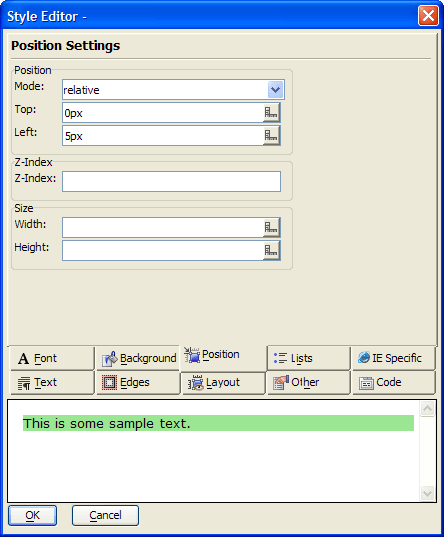 Style Editor -
Position Settings
Position
Mode: relative
Top: 0px
Left: 5px
Z-Index
Z-Index:
Size
Width:
Height:
Font Background Position Lists IE Specific
Text Edges Layout Other Code
This is some sample text.
OK Cancel